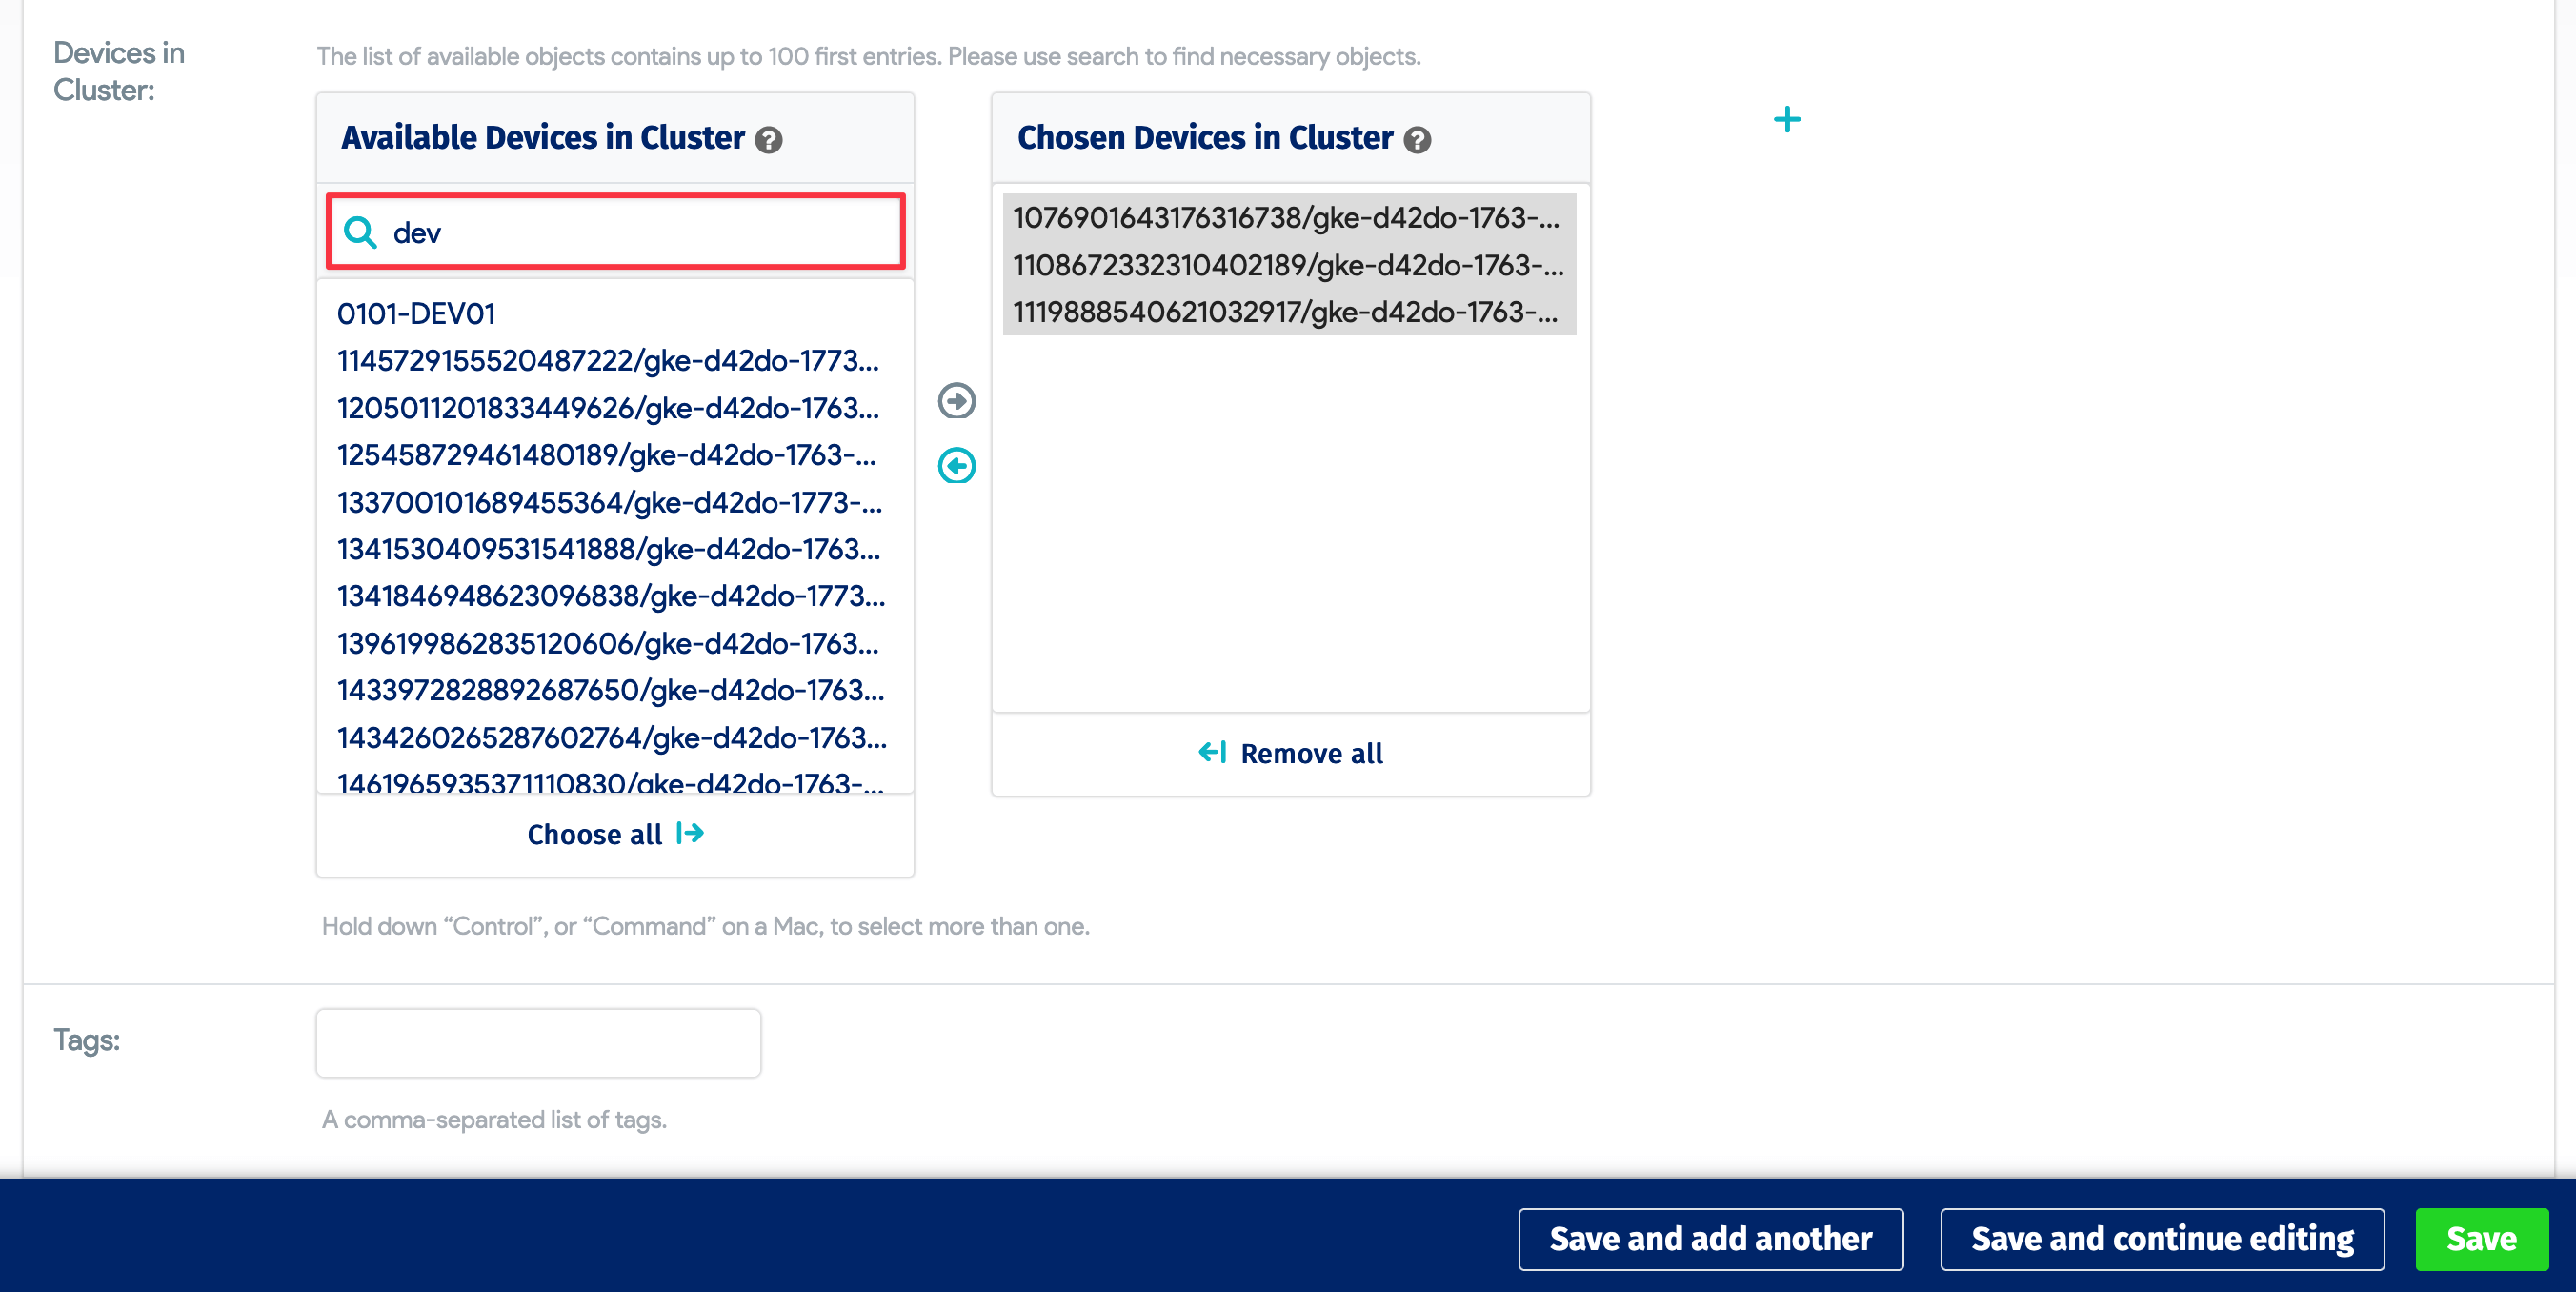 Devices in
Cluster:
The list of available objects contains up to 100 first entries. Please use search to find necessary objects.
Available Devices in Cluster ?
dev
0101-DEV01
1145729155520487222/gke-d42do-1773...
1205011201833449626/gke-d42do-1763...
125458729461480189/gke-d42do-1763-...
133700101689455364/gke-d42do-1773-...
1341530409531541888/gke-d42do-1763...
1341846948623096838/gke-d42do-1773...
1396199862835120606/gke-d42do-1763...
1433972828892687650/gke-d42do-1763...
1434260265287602764/gke-d42do-1763...
1461965935371110830/gke-d42do-1763-...
Choose all
Chosen Devices in Cluster ?
1076901643176316738/gke-d42do-1763-...
1108672332310402189/gke-d42do-1763-...
1119888540621032917/gke-d42do-1763-...
Remove all
Hold down “Control”, or “Command” on a Mac, to select more than one.
Tags:
A comma-separated list of tags.
Save and add another
Save and continue editing
Save